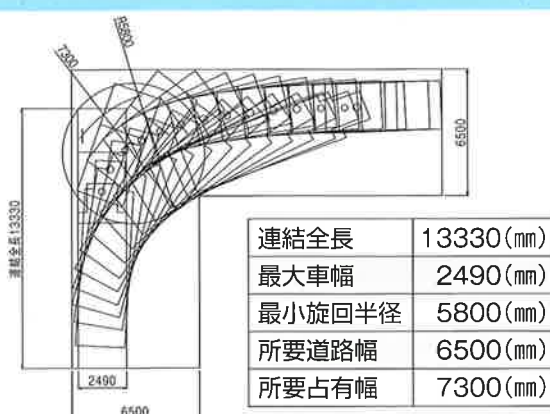 7300
R5800
連結全長13330
6500
2490
6500
連結全長 13330(㎜)
最大車幅 2490(㎜)
最小旋回半径 5800(㎜)
所要道路幅 6500(㎜)
所要占有幅 7300(㎜)